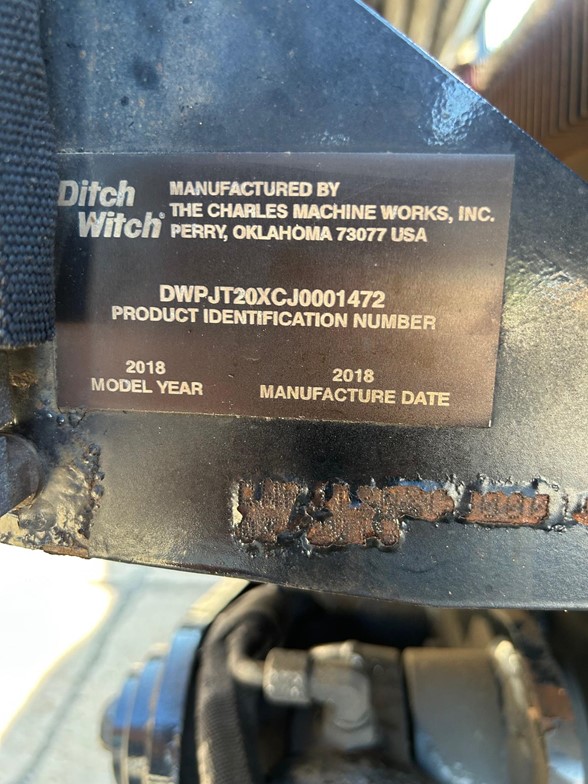 Ditch Witch®
MANUFACTURED BY
THE CHARLES MACHINE WORKS, INC.
PERRY, OKLAHOMA 73077 USA
DWPJT20XCJ0001472
PRODUCT IDENTIFICATION NUMBER
2018
MODEL YEAR
2018
MANUFACTURE DATE